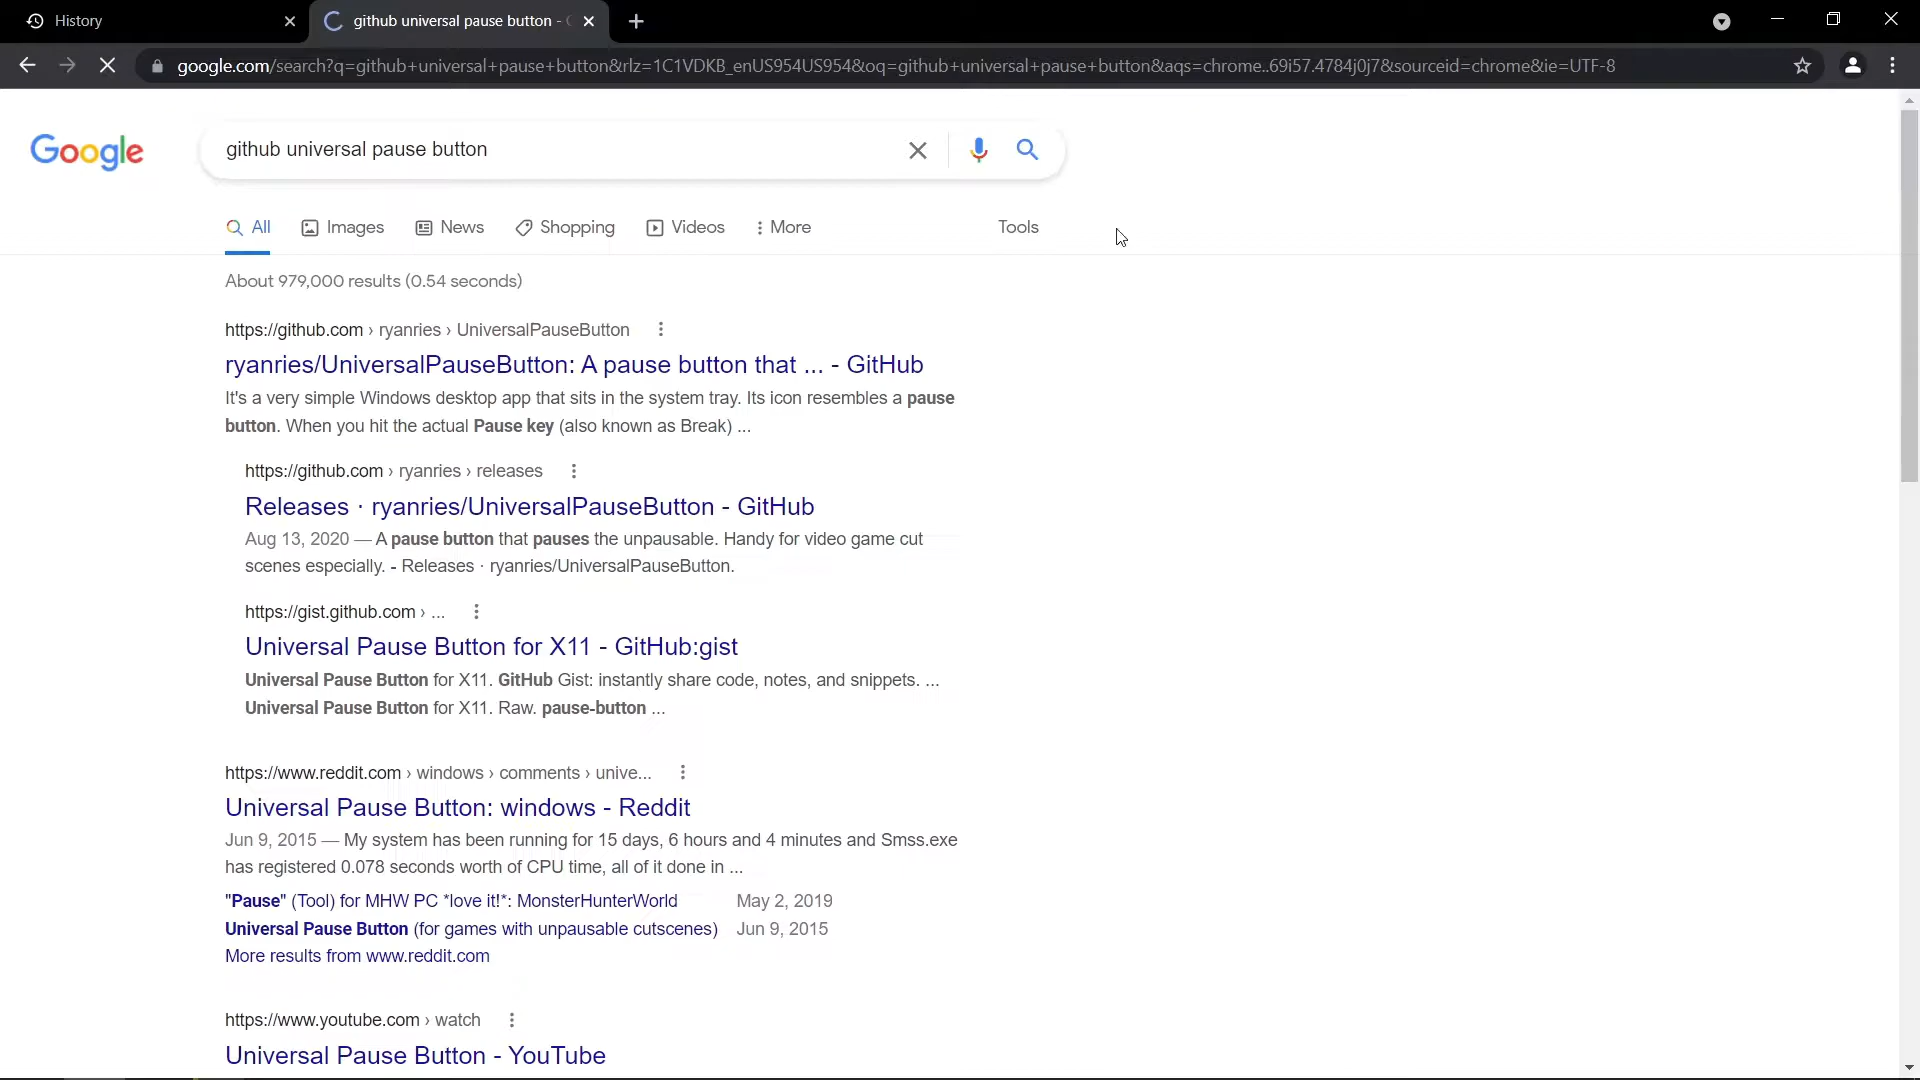 History
github universal pause button -
google.com/search?q=github+universal+pause+button&rlz=1C1VDKB_enUS954US954&oq=github+universal+pause+button&aqs=chrome..69i57.4784j0j7&sourceid=chrome&ie=UTF-8
Google
github universal pause button
All
Images
News
Shopping
Videos
More
Tools
About 979,000 results (0.54 seconds)
https://github.com › ryanries › UniversalPauseButton
ryanries/UniversalPauseButton: A pause button that ... - GitHub
It's a very simple Windows desktop app that sits in the system tray. Its icon resembles a pause
button. When you hit the actual Pause key (also known as Break) ...
https://github.com › ryanries › releases
Releases · ryanries/UniversalPauseButton - GitHub
Aug 13, 2020 — A pause button that pauses the unpausable. Handy for video game cut
scenes especially. - Releases · ryanries/UniversalPauseButton.
https://gist.github.com › ...
Universal Pause Button for X11 - GitHub:gist
Universal Pause Button for X11. GitHub Gist: instantly share code, notes, and snippets. ...
Universal Pause Button for X11. Raw. pause-button ...
https://www.reddit.com › windows › comments › unive...
Universal Pause Button: windows - Reddit
Jun 9, 2015 — My system has been running for 15 days, 6 hours and 4 minutes and Smss.exe
has registered 0.078 seconds worth of CPU time, all of it done in ...
"Pause" (Tool) for MHW PC *love it!*: MonsterHunterWorld May 2, 2019
Universal Pause Button (for games with unpausable cutscenes) Jun 9, 2015
More results from www.reddit.com
https://www.youtube.com › watch
Universal Pause Button - YouTube